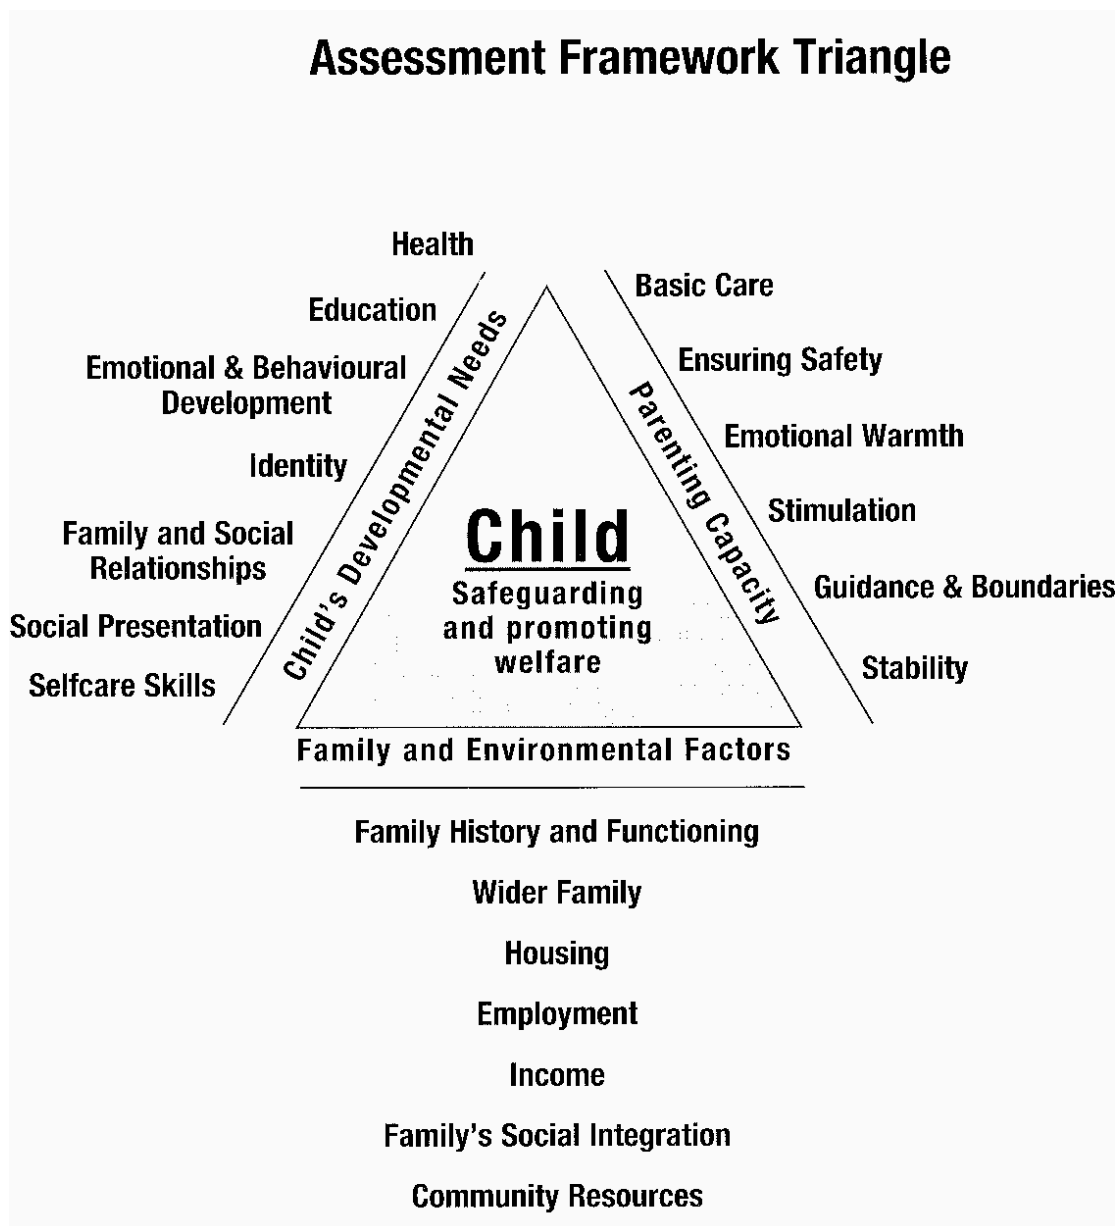 Assessment Framework Triangle
Health
Education
Emotional & Behavioural
Development
Identity
Family and Social
Relationships
Social Presentation
Selfcare Skills
Child's Developmental Needs
Basic Care
Ensuring Safety
Emotional Warmth
Stimulation
Guidance & Boundaries
Stability
Parenting Capacity
Child
Safeguarding
and promoting
welfare
Family and Environmental Factors
Family History and Functioning
Wider Family
Housing
Employment
Income
Family's Social Integration
Community Resources